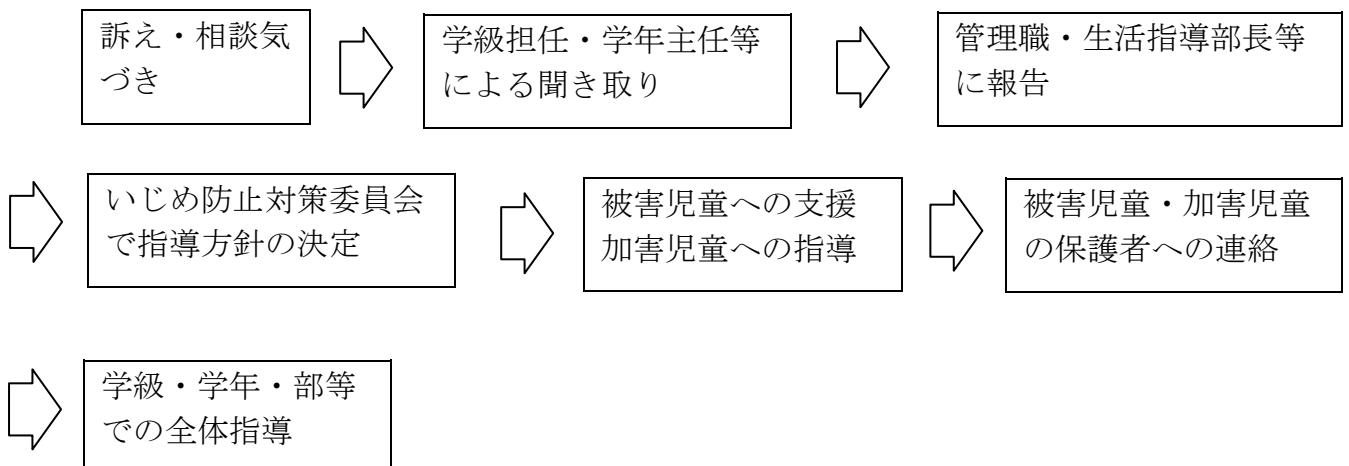 訴え・相談気
づき
学級担任・学年主任等
による聞き取り
管理職・生活指導部長等
に報告
いじめ防止対策委員会
で指導方針の決定
被害児童への支援
加害児童への指導
被害児童・加害児童
の保護者への連絡
学級・学年・部等
での全体指導